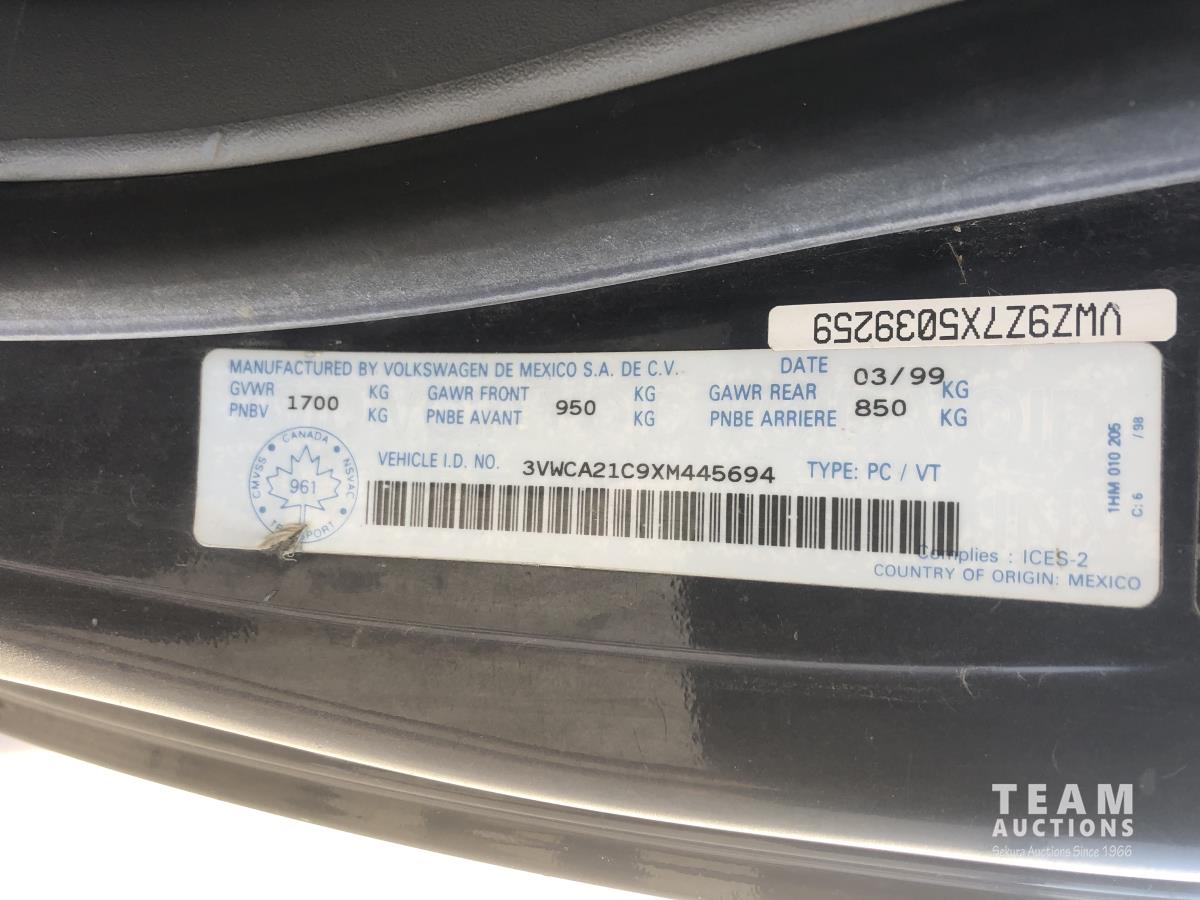 VWZ9Z7X5039259
MANUFACTURED BY VOLKSWAGEN DE MEXICO S.A. DE C.V. DATE 03/99
GVWR 1700 KG GAWR FRONT 950 KG GAWR REAR 850 KG
PNBV KG PNBE AVANT KG PNBE ARRIERE KG
CANADA
CMVSS 961 NSVAC
TRANSPORT
VEHICLE I.D. NO. 3VWCA21C9XM445694 TYPE: PC / VT
Complies : ICES-2
COUNTRY OF ORIGIN: MEXICO
1HM 010 205 / 98
C: 6
TEAM
AUCTIONS
Sekura Auctions Since 1966